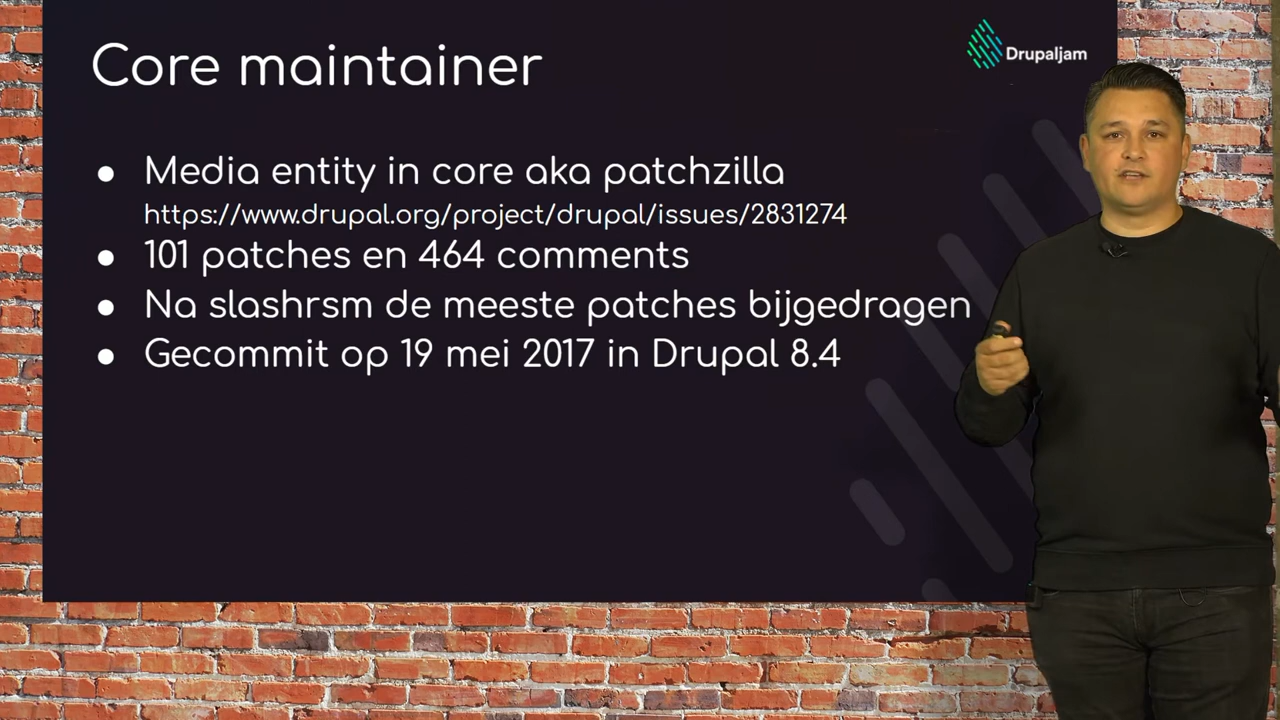 Core maintainer
Drupaljam
● Media entity in core aka patchzilla
https://www.drupal.org/project/drupal/issues/2831274
● 101 patches en 464 comments
● Na slashrsm de meeste patches bijgedragen
● Gecommit op 19 mei 2017 in Drupal 8.4